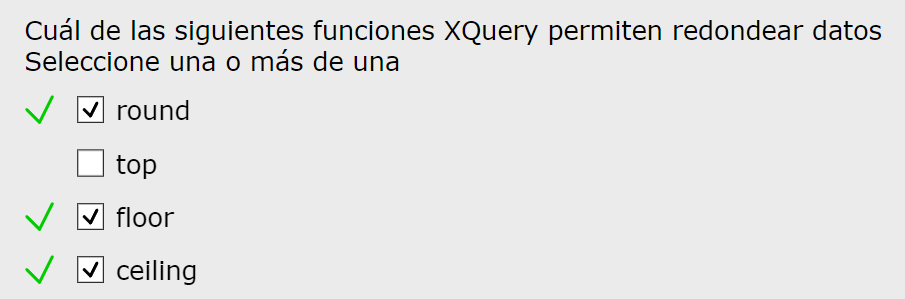 Cuál de las siguientes funciones XQuery permiten redondear datos
Seleccione una o más de una
round
top
floor
ceiling